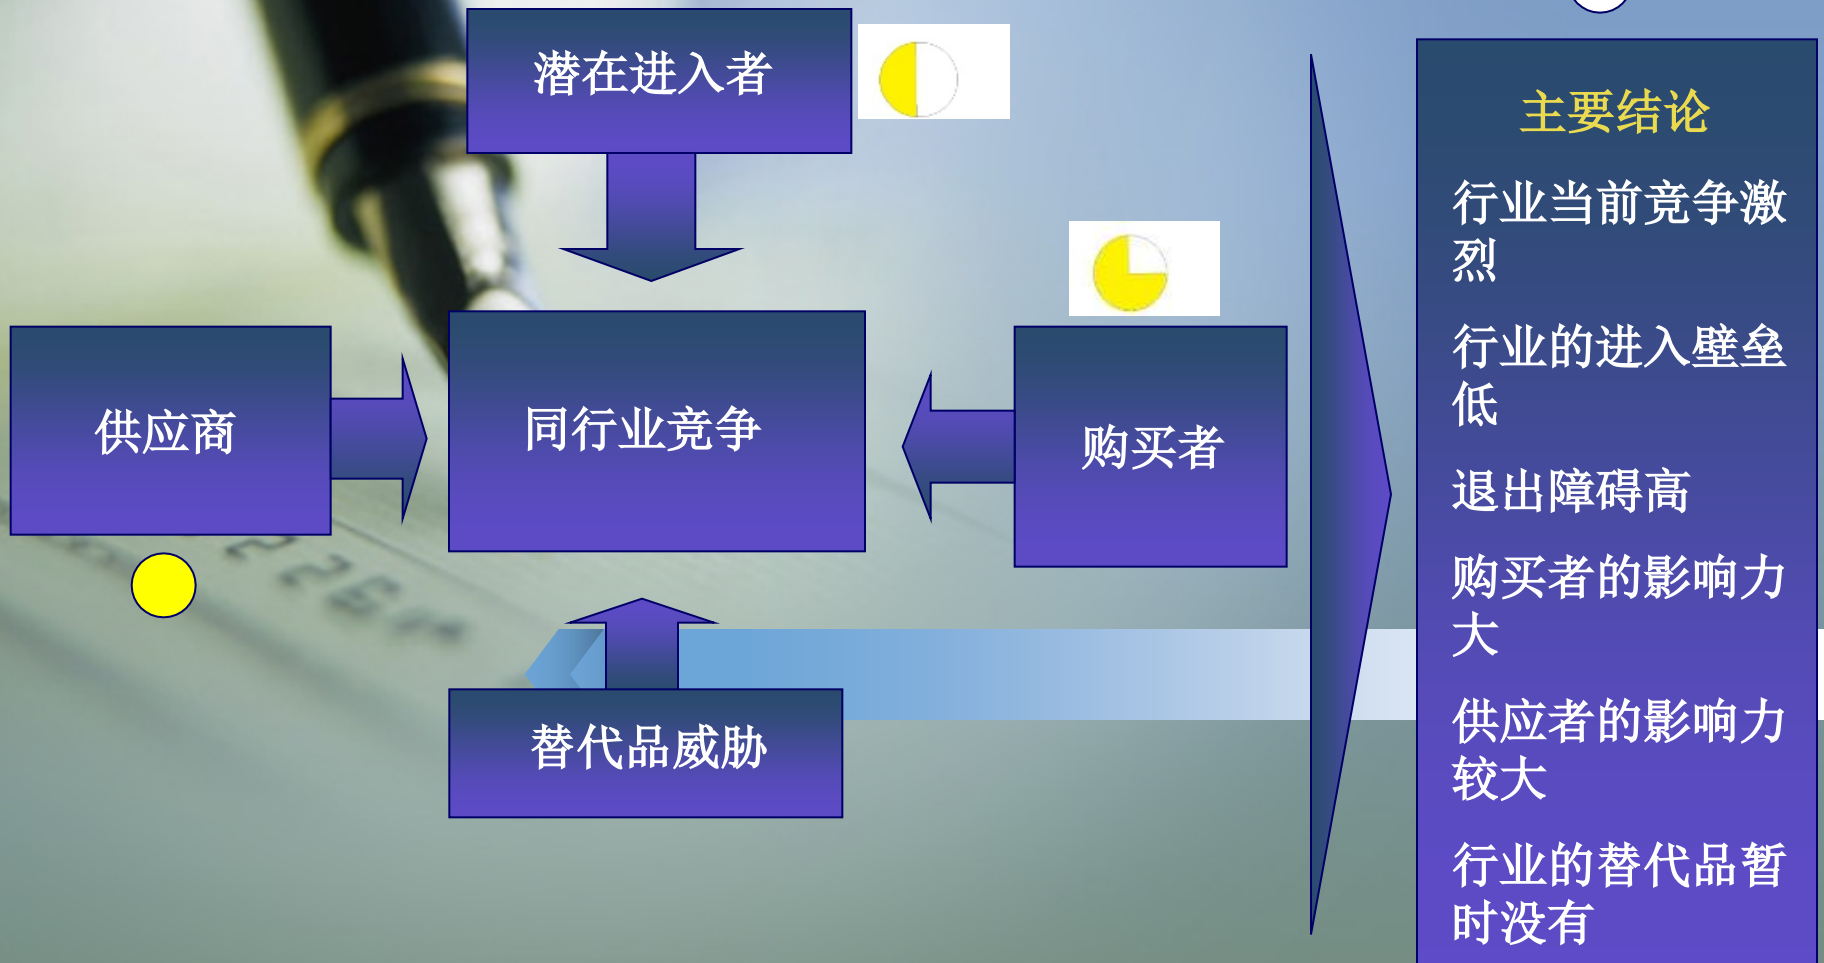 潜在进入者
供应商
同行业竞争
购买者
替代品威胁
主要结论
行业当前竞争激
烈
行业的进入壁垒
低
退出障碍高
购买者的影响力
大
供应者的影响力
较大
行业的替代品暂
时没有